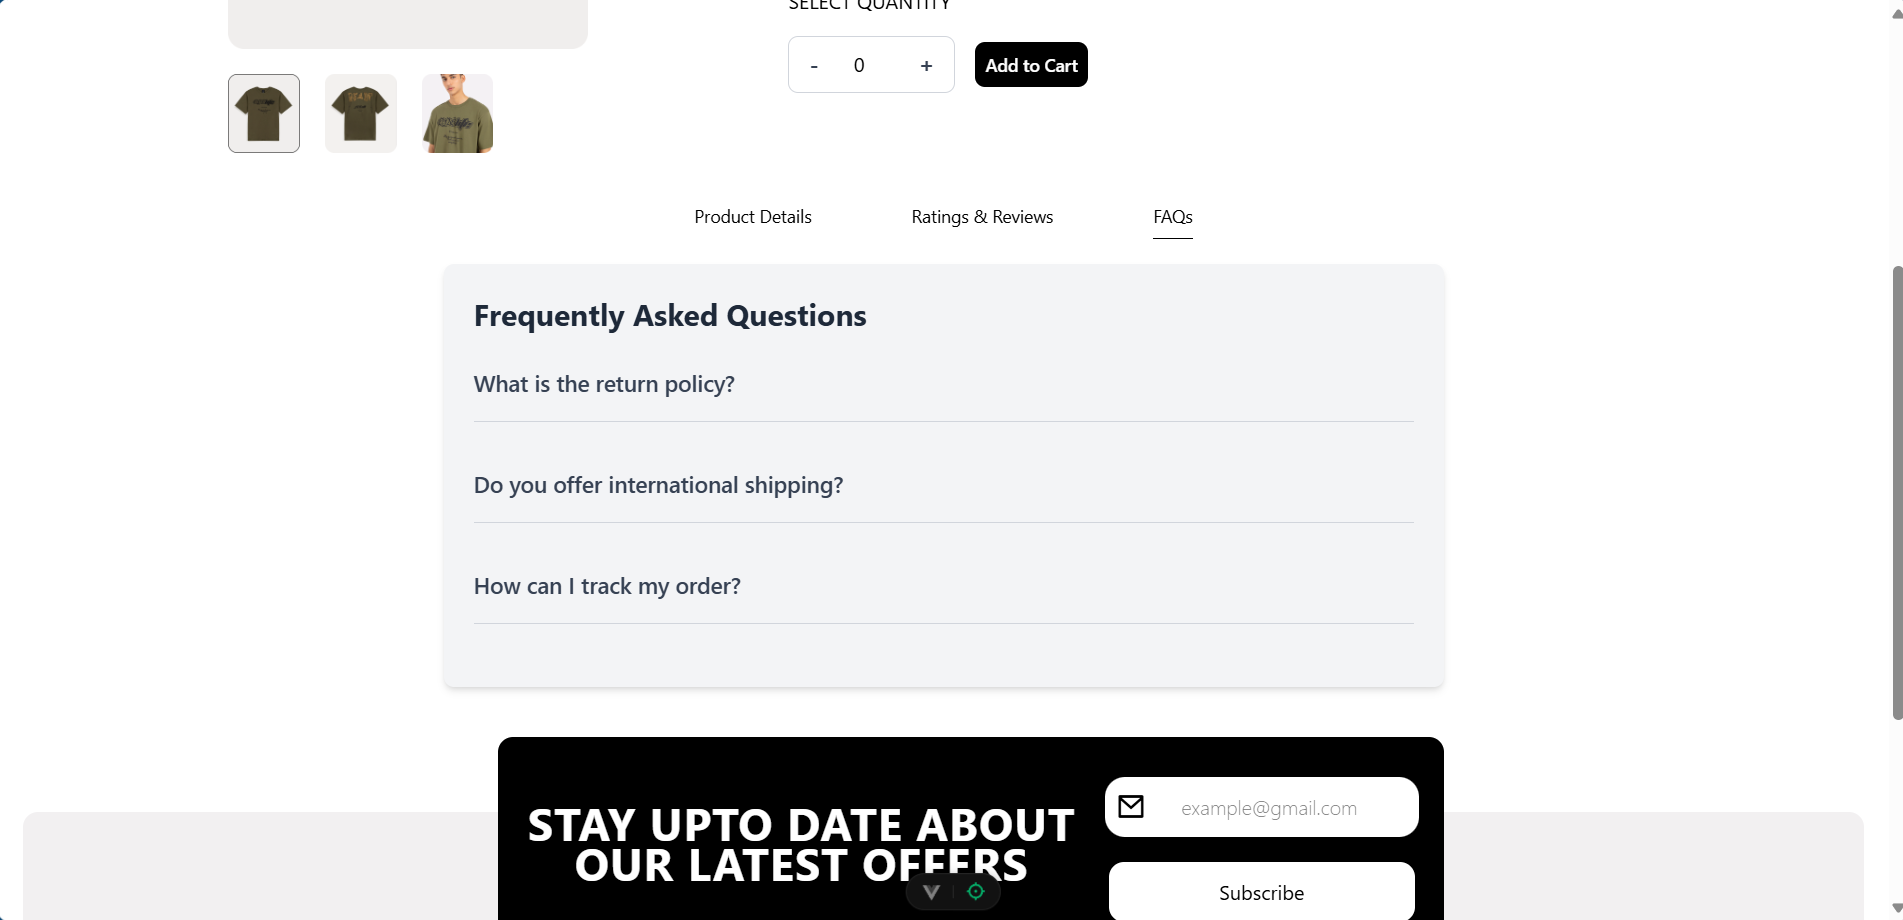 SELECT QUANTITY
- 0 + Add to Cart
Product Details Ratings & Reviews FAQs
Frequently Asked Questions
What is the return policy?
Do you offer international shipping?
How can I track my order?
STAY UPTO DATE ABOUT
OUR LATEST OFFERS
example@gmail.com
Subscribe